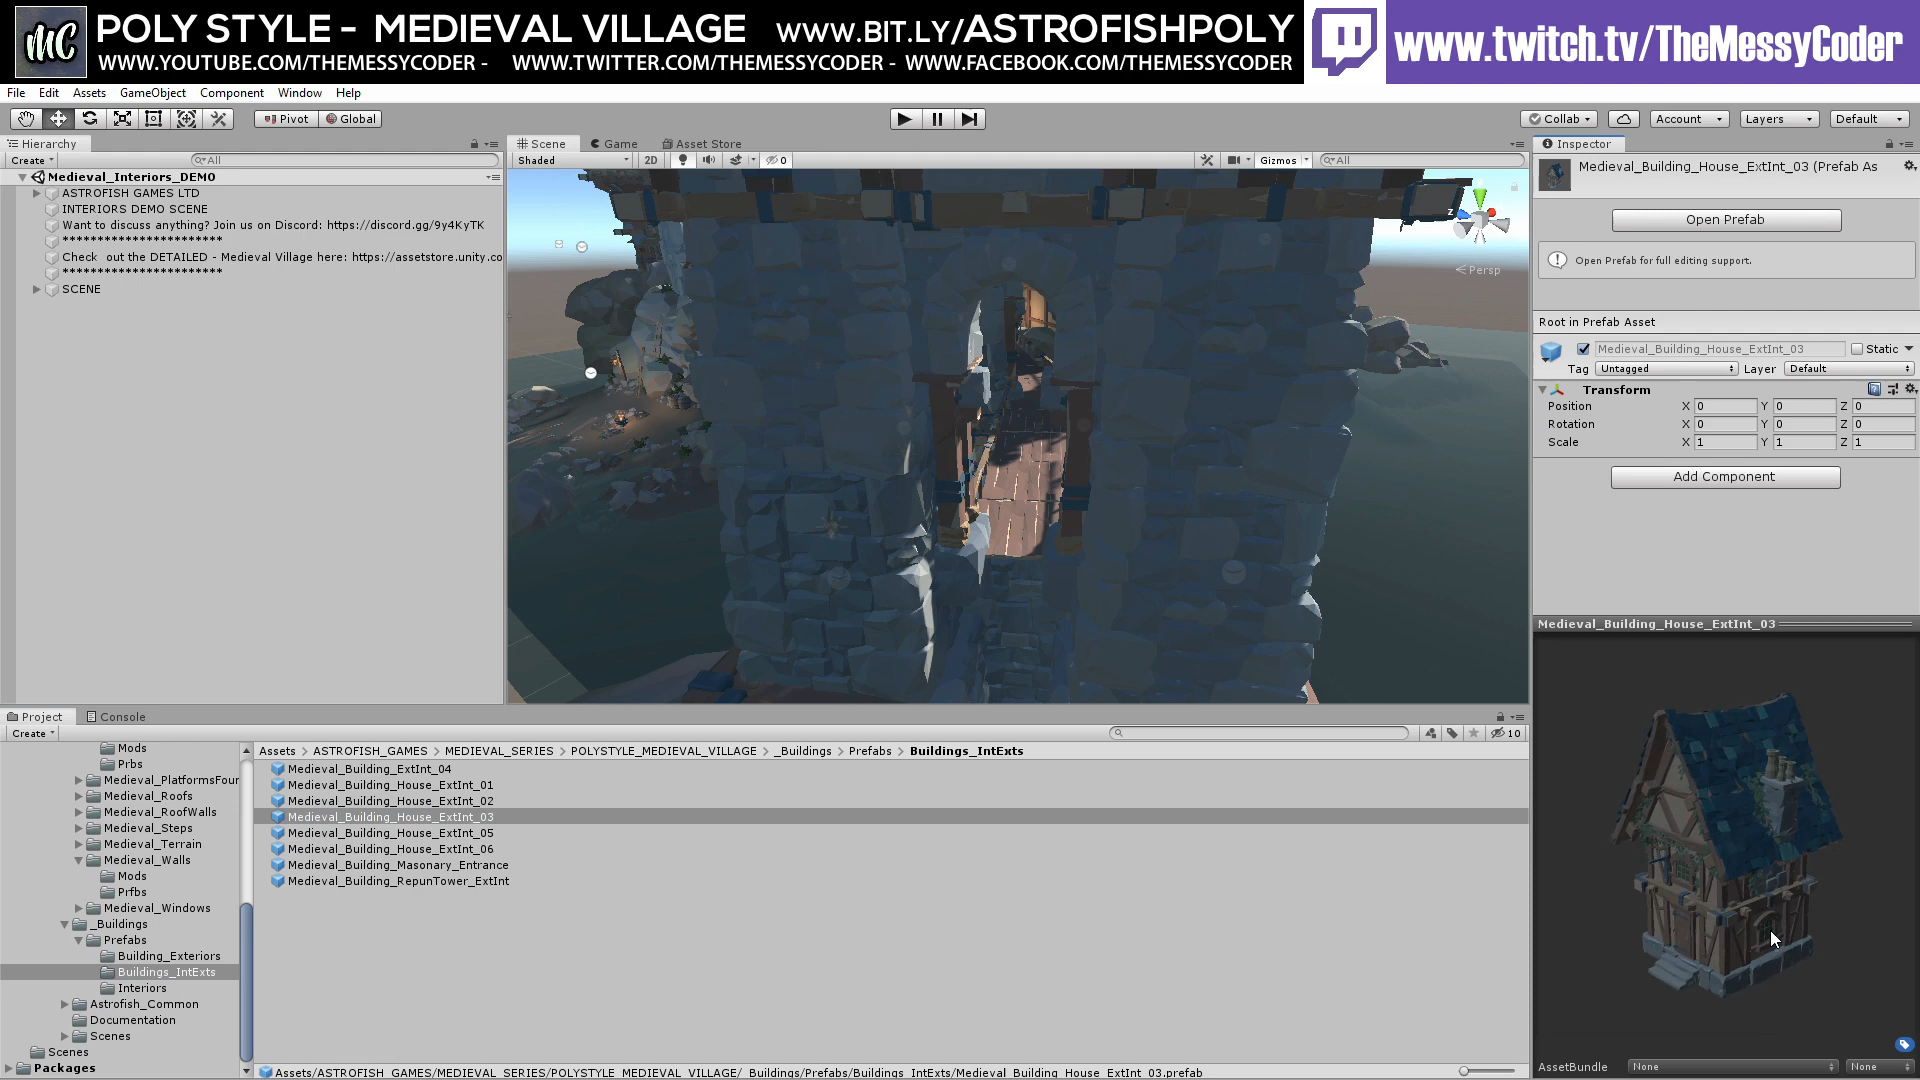 MC
POLY STYLE - MEDIEVAL VILLAGE WWW.BIT.LY/ASTROFISHPOLY
WWW.YOUTUBE.COM/THEMESSYCODER - WWW.TWITTER.COM/THEMESSYCODER - WWW.FACEBOOK.COM/THEMESSYCODER
www.twitch.tv/TheMessyCoder
File Edit Assets GameObject Component Window Help
Pivot Global Collab Account Layers Default
Hierarchy
Create All
Medieval_Interiors_DEMO
ASTROFISH GAMES LTD
INTERIORS DEMO SCENE
Want to discuss anything? Join us on Discord: https://discord.gg/9y4KyTK
***********************
Check out the DETAILED - Medieval Village here: https://assetstore.unity.co
***********************
SCENE
Scene Game Asset Store
Shaded 2D 0 Gizmos All
z
Persp
Inspector
Medieval_Building_House_ExtInt_03 (Prefab As
Open Prefab
Open Prefab for full editing support.
Root in Prefab Asset
Medieval_Building_House_ExtInt_03 Static
Tag Untagged Layer Default
Transform
Position X 0 Y 0 Z 0
Rotation X 0 Y 0 Z 0
Scale X 1 Y 1 Z 1
Add Component
Medieval_Building_House_ExtInt_03
AssetBundle None None
Project Console
Create 10
Mods
Prbs
Medieval_PlatformsFour
Medieval_Roofs
Medieval_RoofWalls
Medieval_Steps
Medieval_Terrain
Medieval_Walls
Mods
Prfbs
Medieval_Windows
_Buildings
Prefabs
Building_Exteriors
Buildings_IntExts
Interiors
Astrofish_Common
Documentation
Scenes
Scenes
Packages
Assets > ASTROFISH_GAMES > MEDIEVAL_SERIES > POLYSTYLE_MEDIEVAL_VILLAGE > _Buildings > Prefabs > Buildings_IntExts
Medieval_Building_ExtInt_04
Medieval_Building_House_ExtInt_01
Medieval_Building_House_ExtInt_02
Medieval_Building_House_ExtInt_03
Medieval_Building_House_ExtInt_05
Medieval_Building_House_ExtInt_06
Medieval_Building_Masonary_Entrance
Medieval_Building_RepunTower_ExtInt
Assets/ASTROFISH_GAMES/MEDIEVAL_SERIES/POLYSTYLE_MEDIEVAL_VILLAGE/_Buildings/Prefabs/Buildings_IntExts/Medieval_Building_House_ExtInt_03.prefab